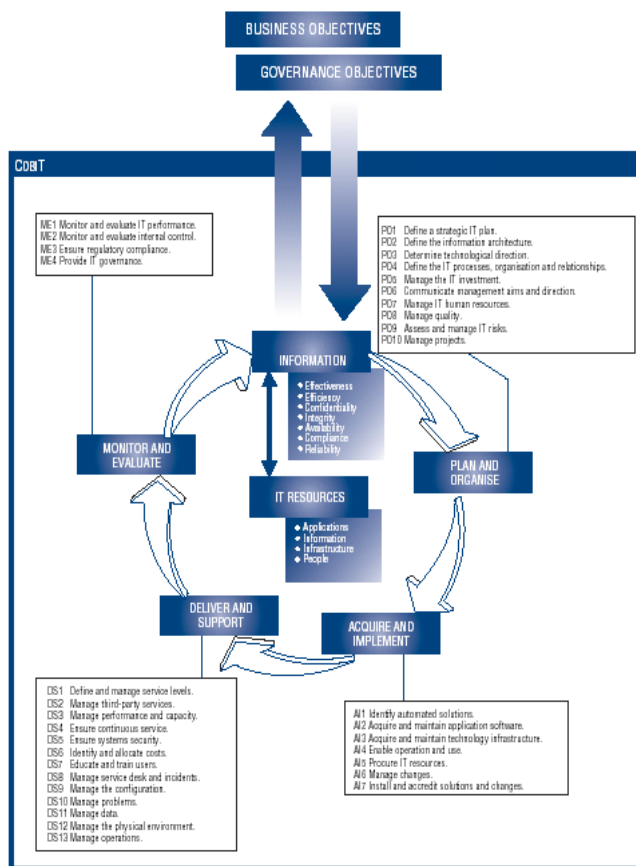 BUSINESS OBJECTIVES
GOVERNANCE OBJECTIVES
COBIT
ME1 Monitor and evaluate IT performance.
ME2 Monitor and evaluate internal control.
ME3 Ensure regulatory compliance.
ME4 Provide IT governance.
PO1 Define a strategic IT plan.
PO2 Define the information architecture.
PO3 Determine technological direction.
PO4 Define the IT processes, organisation and relationships.
PO5 Manage the IT investment.
PO6 Communicate management aims and direction.
PO7 Manage IT human resources.
PO8 Manage quality.
PO9 Assess and manage IT risks.
PO10 Manage projects.
INFORMATION
Effectiveness
Efficiency
Confidentiality
Integrity
Availability
Compliance
Reliability
MONITOR AND
EVALUATE
PLAN AND
ORGANISE
IT RESOURCES
Applications
Information
Infrastructure
People
DELIVER AND
SUPPORT
ACQUIRE AND
IMPLEMENT
DS1 Define and manage service levels.
DS2 Manage third-party services.
DS3 Manage performance and capacity.
DS4 Ensure continuous service.
DS5 Ensure systems security.
DS6 Identify and allocate costs.
DS7 Educate and train users.
DS8 Manage service desk and incidents.
DS9 Manage the configuration.
DS10 Manage problems.
DS11 Manage data.
DS12 Manage the physical environment.
DS13 Manage operations.
AI1 Identify automated solutions.
AI2 Acquire and maintain application software.
AI3 Acquire and maintain technology infrastructure.
AI4 Enable operation and use.
AI5 Procure IT resources.
AI6 Manage changes.
AI7 Install and accredit solutions and changes.